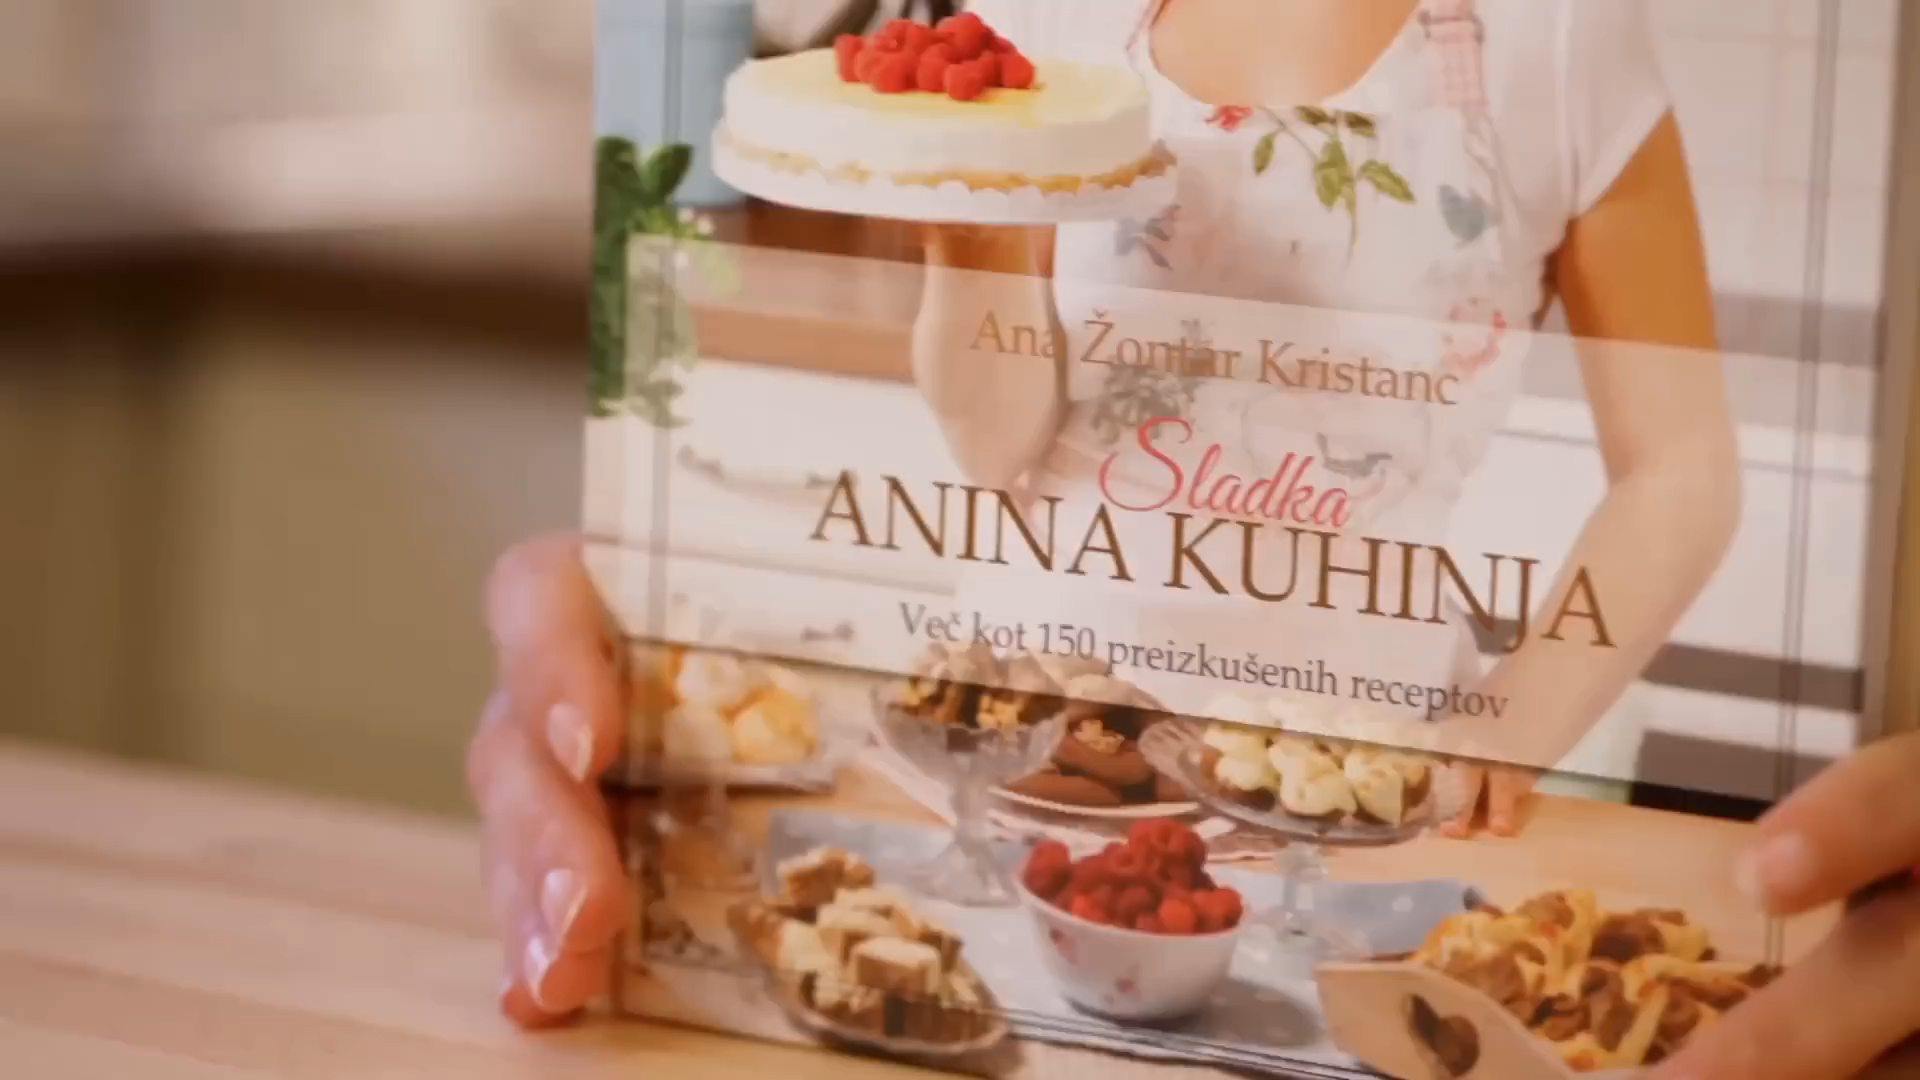 Ana Žontar Kristanc
Sladka
ANINA KUHINJA
Več kot 150 preizkušenih receptov